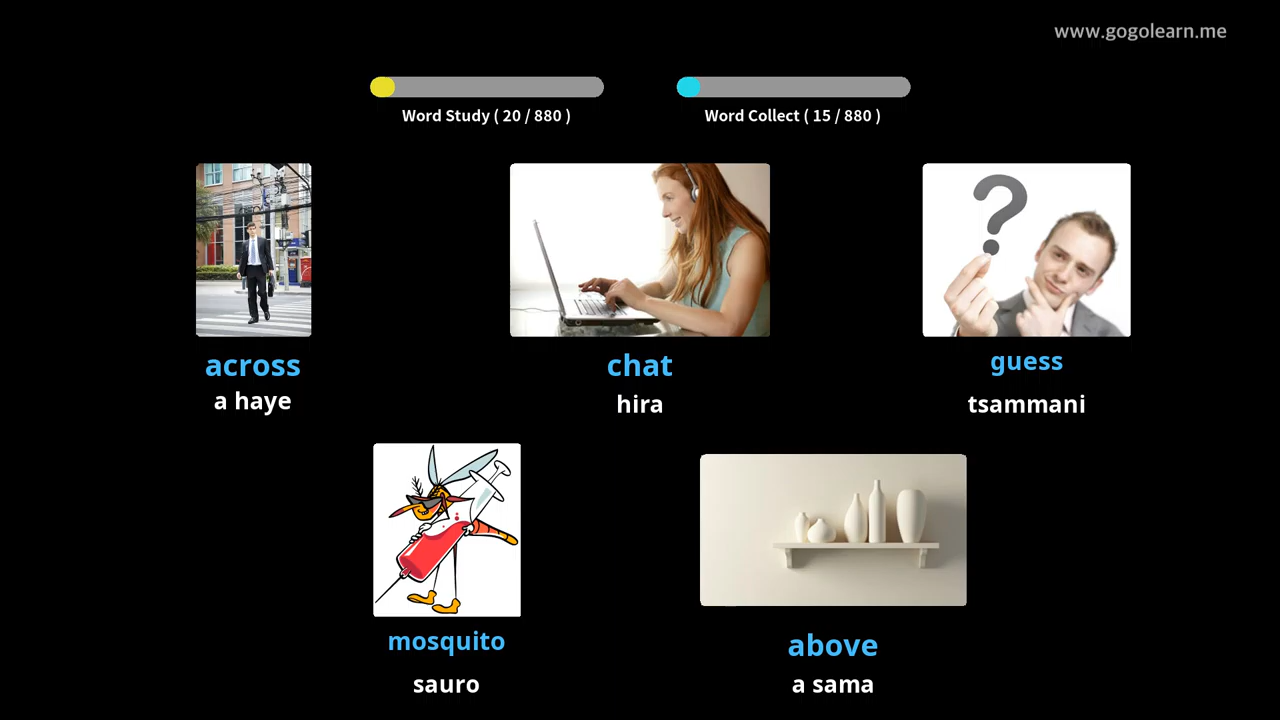 www.gogolearn.me
Word Study ( 20 / 880 )
Word Collect ( 15 / 880 )
across
a haye
chat
hira
guess
tsammani
mosquito
sauro
above
a sama